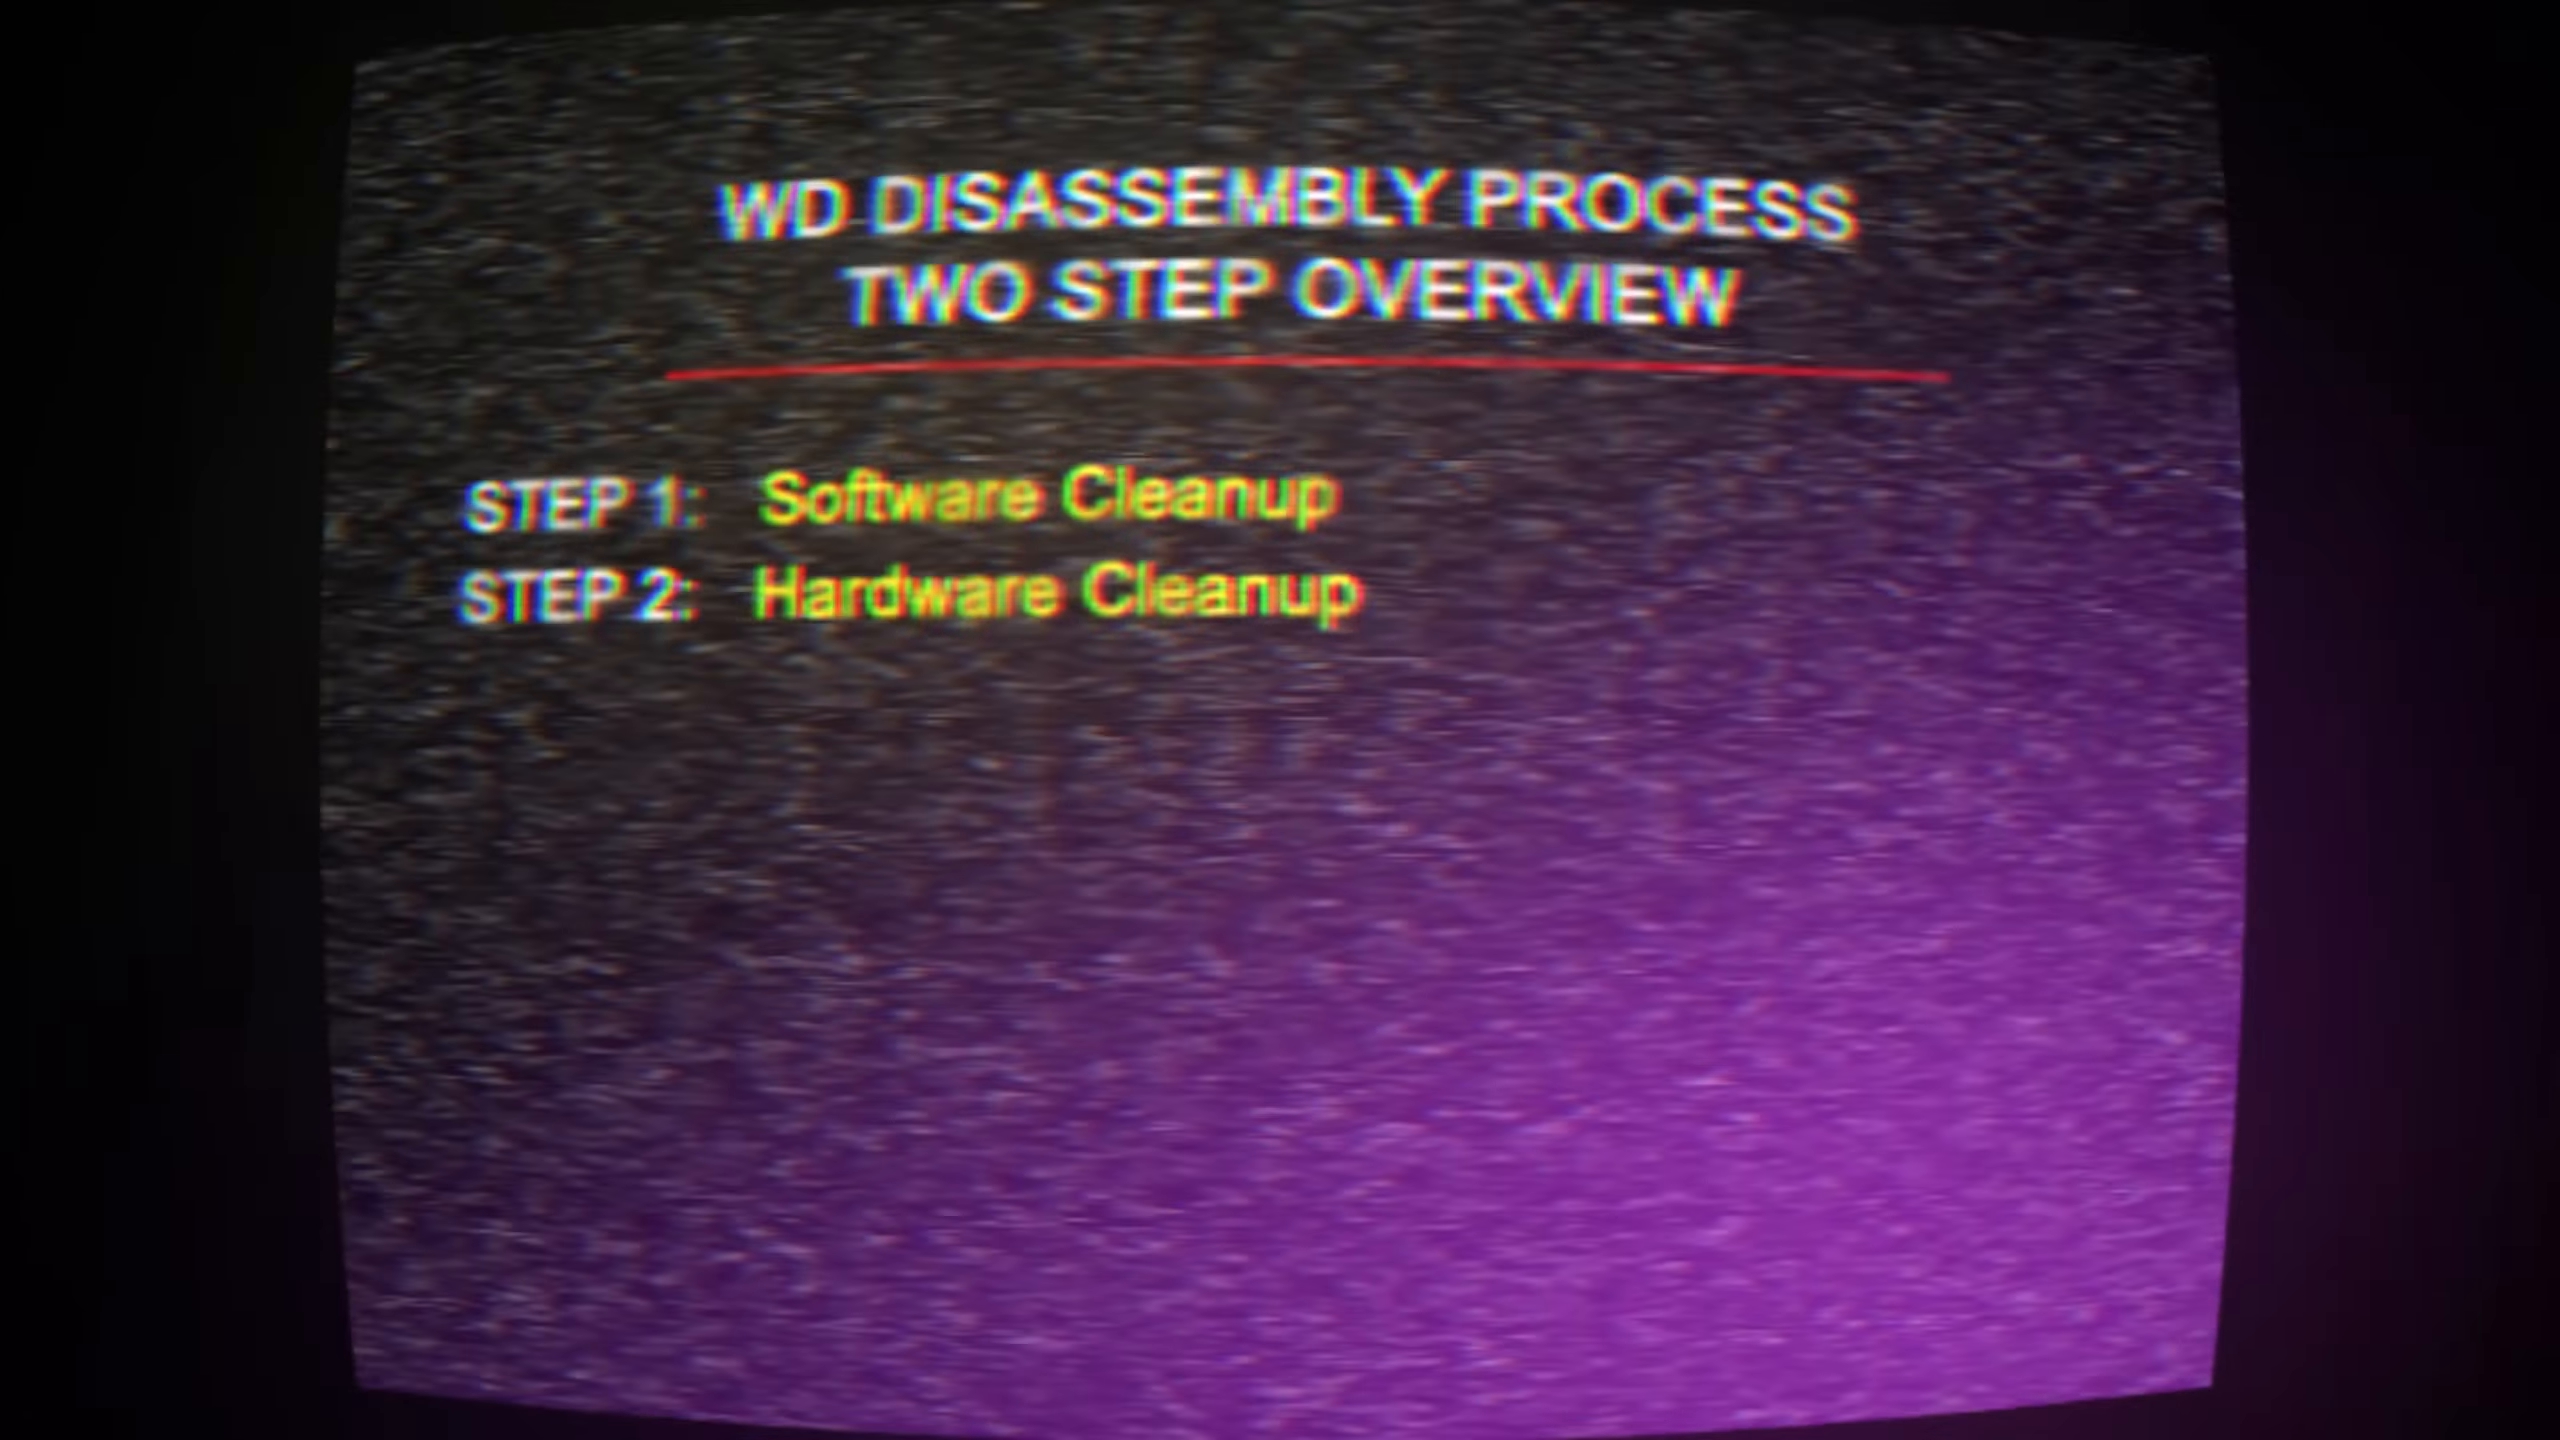 WD DISASSEMBLY PROCESS
TWO STEP OVERVIEW
STEP 1: Software Cleanup
STEP 2: Hardware Cleanup